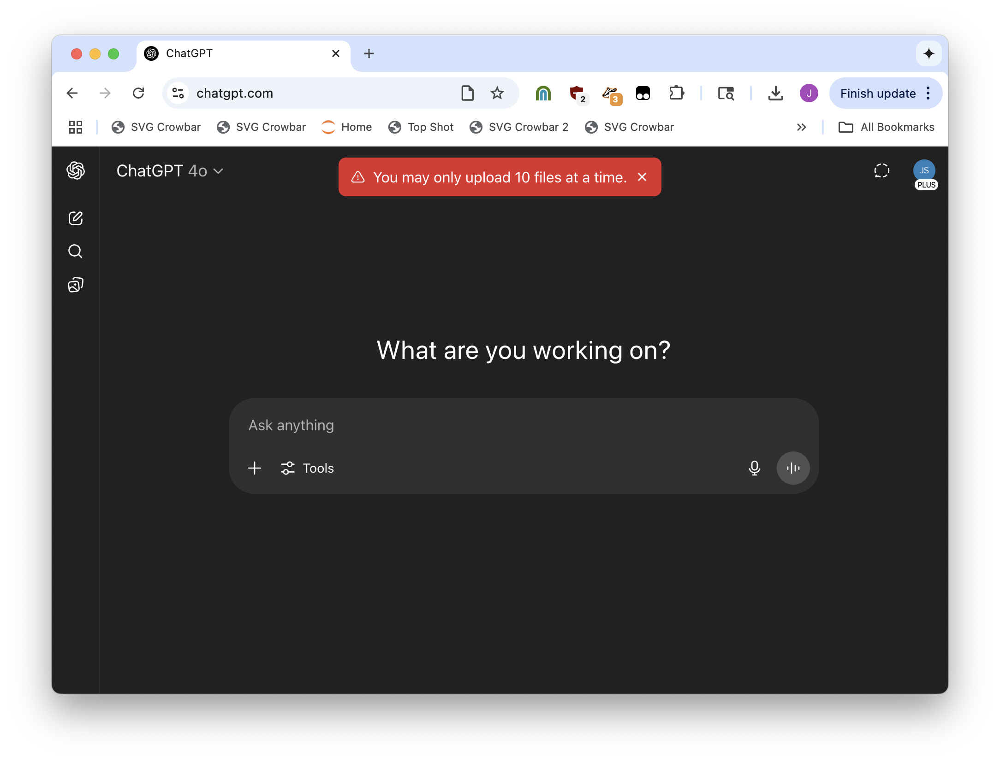 ChatGPT
chatgpt.com
2
3
J
Finish update
SVG Crowbar
SVG Crowbar
Home
Top Shot
SVG Crowbar 2
SVG Crowbar
All Bookmarks
ChatGPT 4o
You may only upload 10 files at a time.
JS
PLUS
What are you working on?
Ask anything
Tools